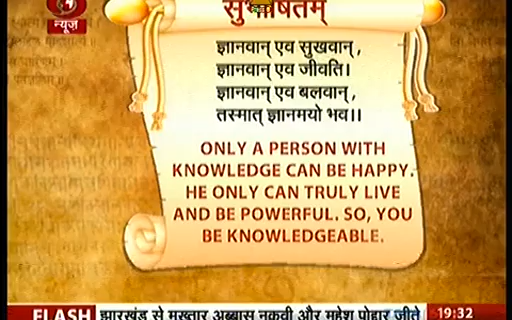 न्यूज़
सुभाषितम्
ज्ञानवान् एव सुखवान्,
ज्ञानवान् एव जीवति।
ज्ञानवान् एव बलवान्,
तस्मात् ज्ञानमयो भव।।
ONLY A PERSON WITH
KNOWLEDGE CAN BE HAPPY.
HE ONLY CAN TRULY LIVE
AND BE POWERFUL. SO, YOU
BE KNOWLEDGEABLE.
FLASH झारखंड से मुख्तार अब्बास नकवी और महेश पोद्दार जीते 19:32